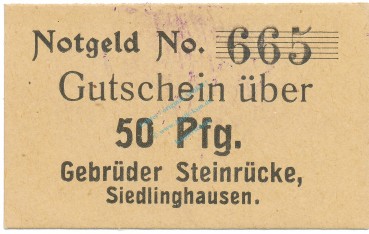 Notgeld No. 665
Gutschein über
50 Pfg.
Gebrüder Steinrücke,
Siedlinghausen.